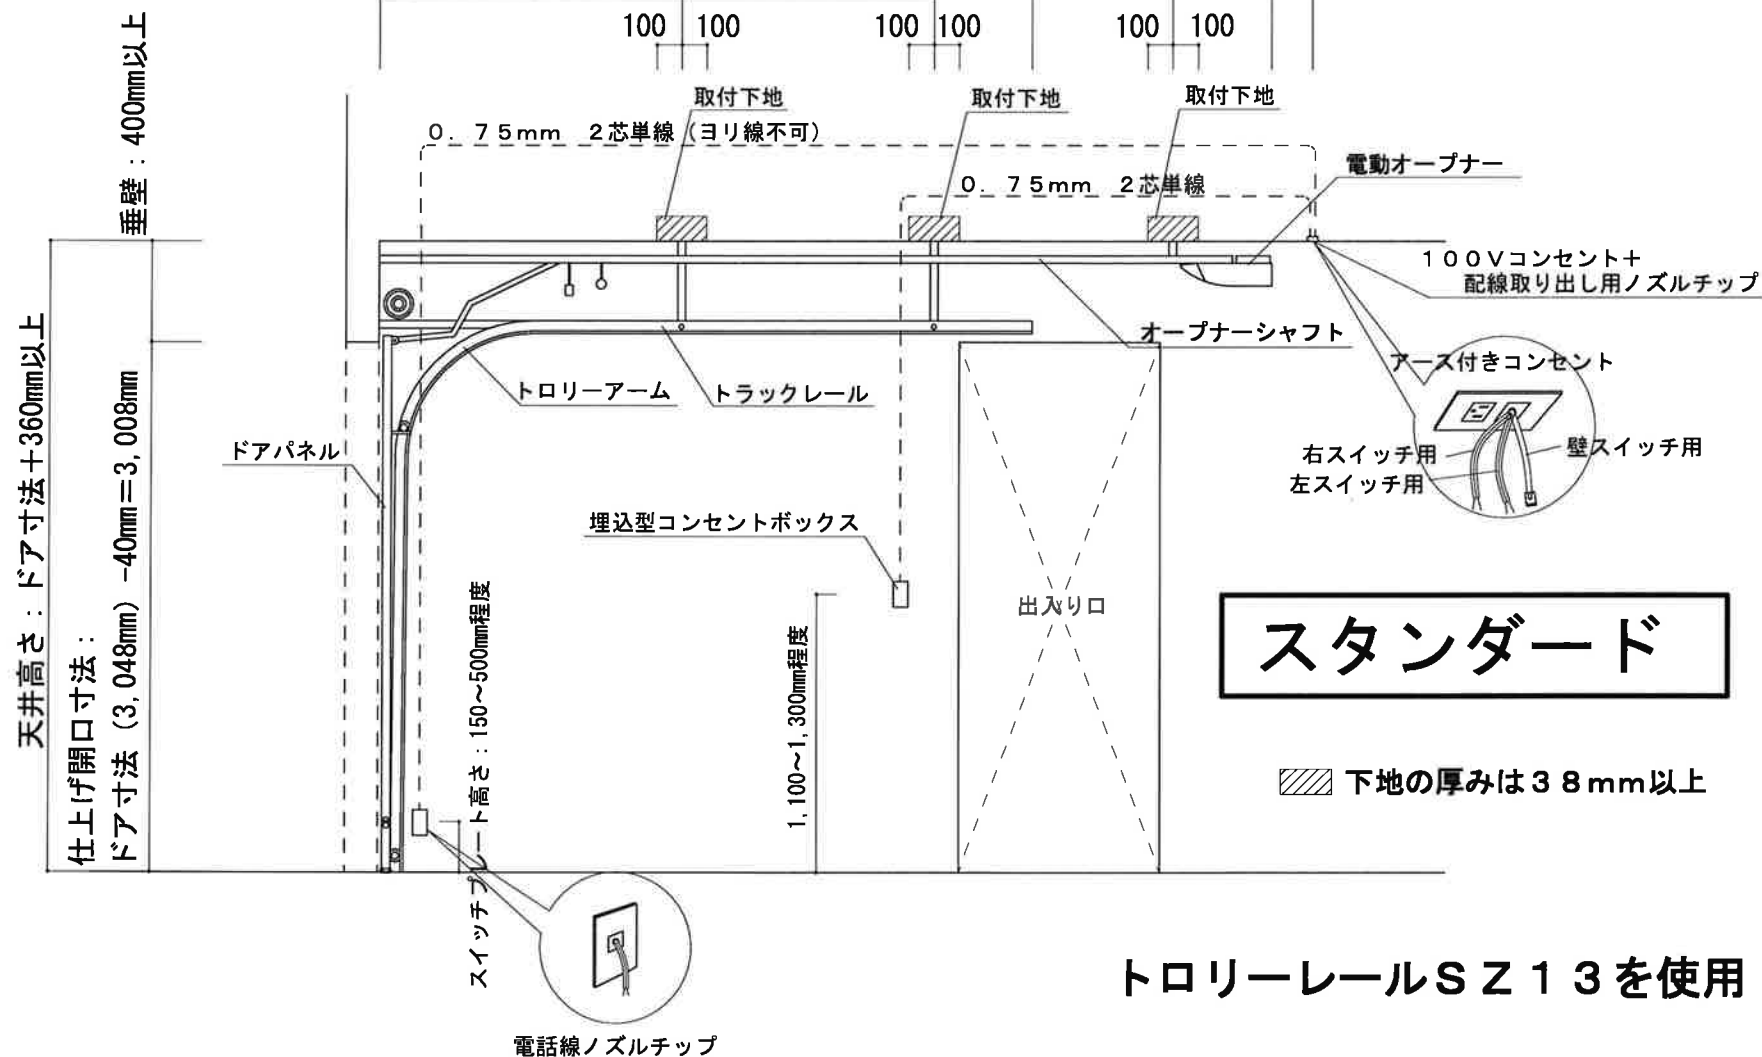 100 100
100 100
100 100
垂壁：400mm以上
取付下地
取付下地
取付下地
０．７５mm　２芯単線（ヨリ線不可）
０．７５mm　２芯単線
電動オープナー
１００Ｖコンセント＋
配線取り出し用ノズルチップ
オープナーシャフト
アース付きコンセント
トロリーアーム
トラックレール
ドアパネル
右スイッチ用
左スイッチ用
壁スイッチ用
埋込型コンセントボックス
天井高さ：ドア寸法＋360mm以上
仕上げ開口寸法：
ドア寸法（3,048mm）-40mm＝3,008mm
スイッチプレート高さ：150～500mm程度
1,100～1,300mm程度
出入り口
スタンダード
下地の厚みは３８mm以上
トロリーレールＳＺ１３を使用
電話線ノズルチップ